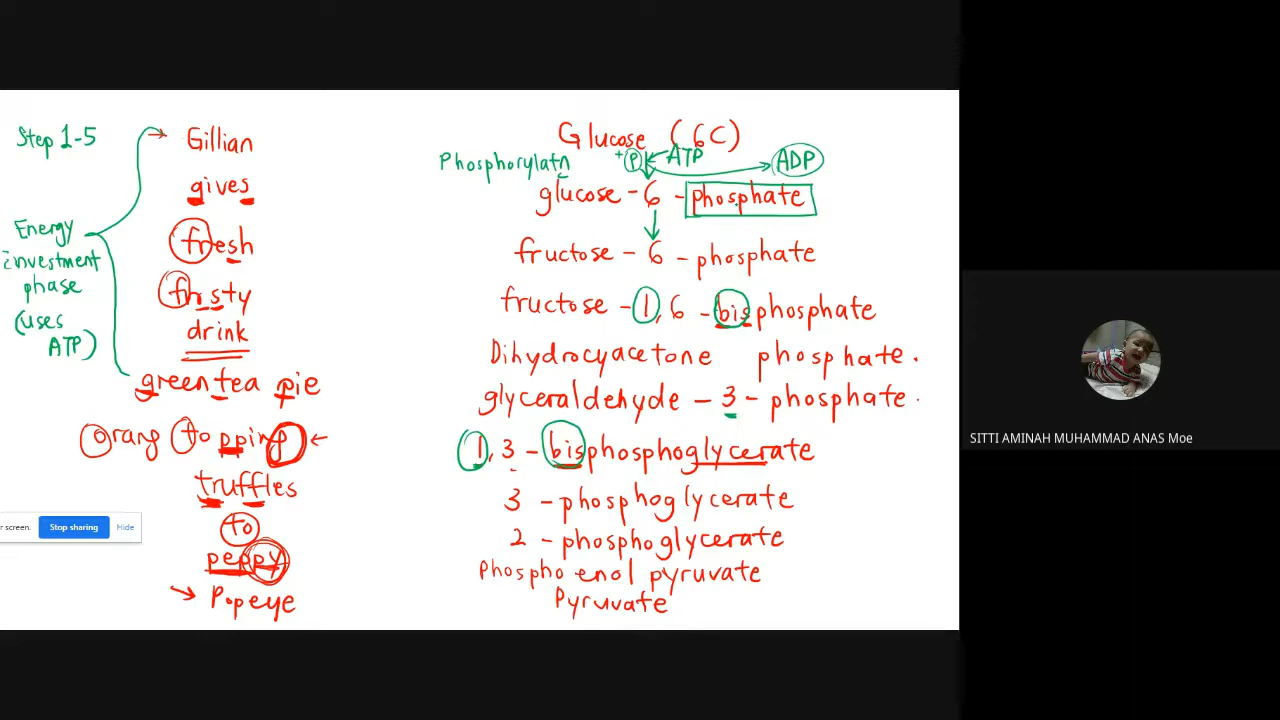 Step 1-5
Energy
investment
phase
(uses
ATP)
Gillian
gives
fresh
frosty
drink
green tea pie
Orang topping
truffles
to
peppy
Popeye
Glucose (6C)
Phosphorylatn
+ P
ATP
ADP
glucose - 6 - phosphate
fructose - 6 - phosphate
fructose - 1, 6 - bisphosphate
Dihydrocyacetone phosphate.
glyceraldehyde - 3 - phosphate.
1, 3 - bisphosphoglycerate
3 - phosphoglycerate
2 - phosphoglycerate
Phospho enol pyruvate
Pyruvate
r screen. Stop sharing Hide
SITTI AMINAH MUHAMMAD ANAS Moe